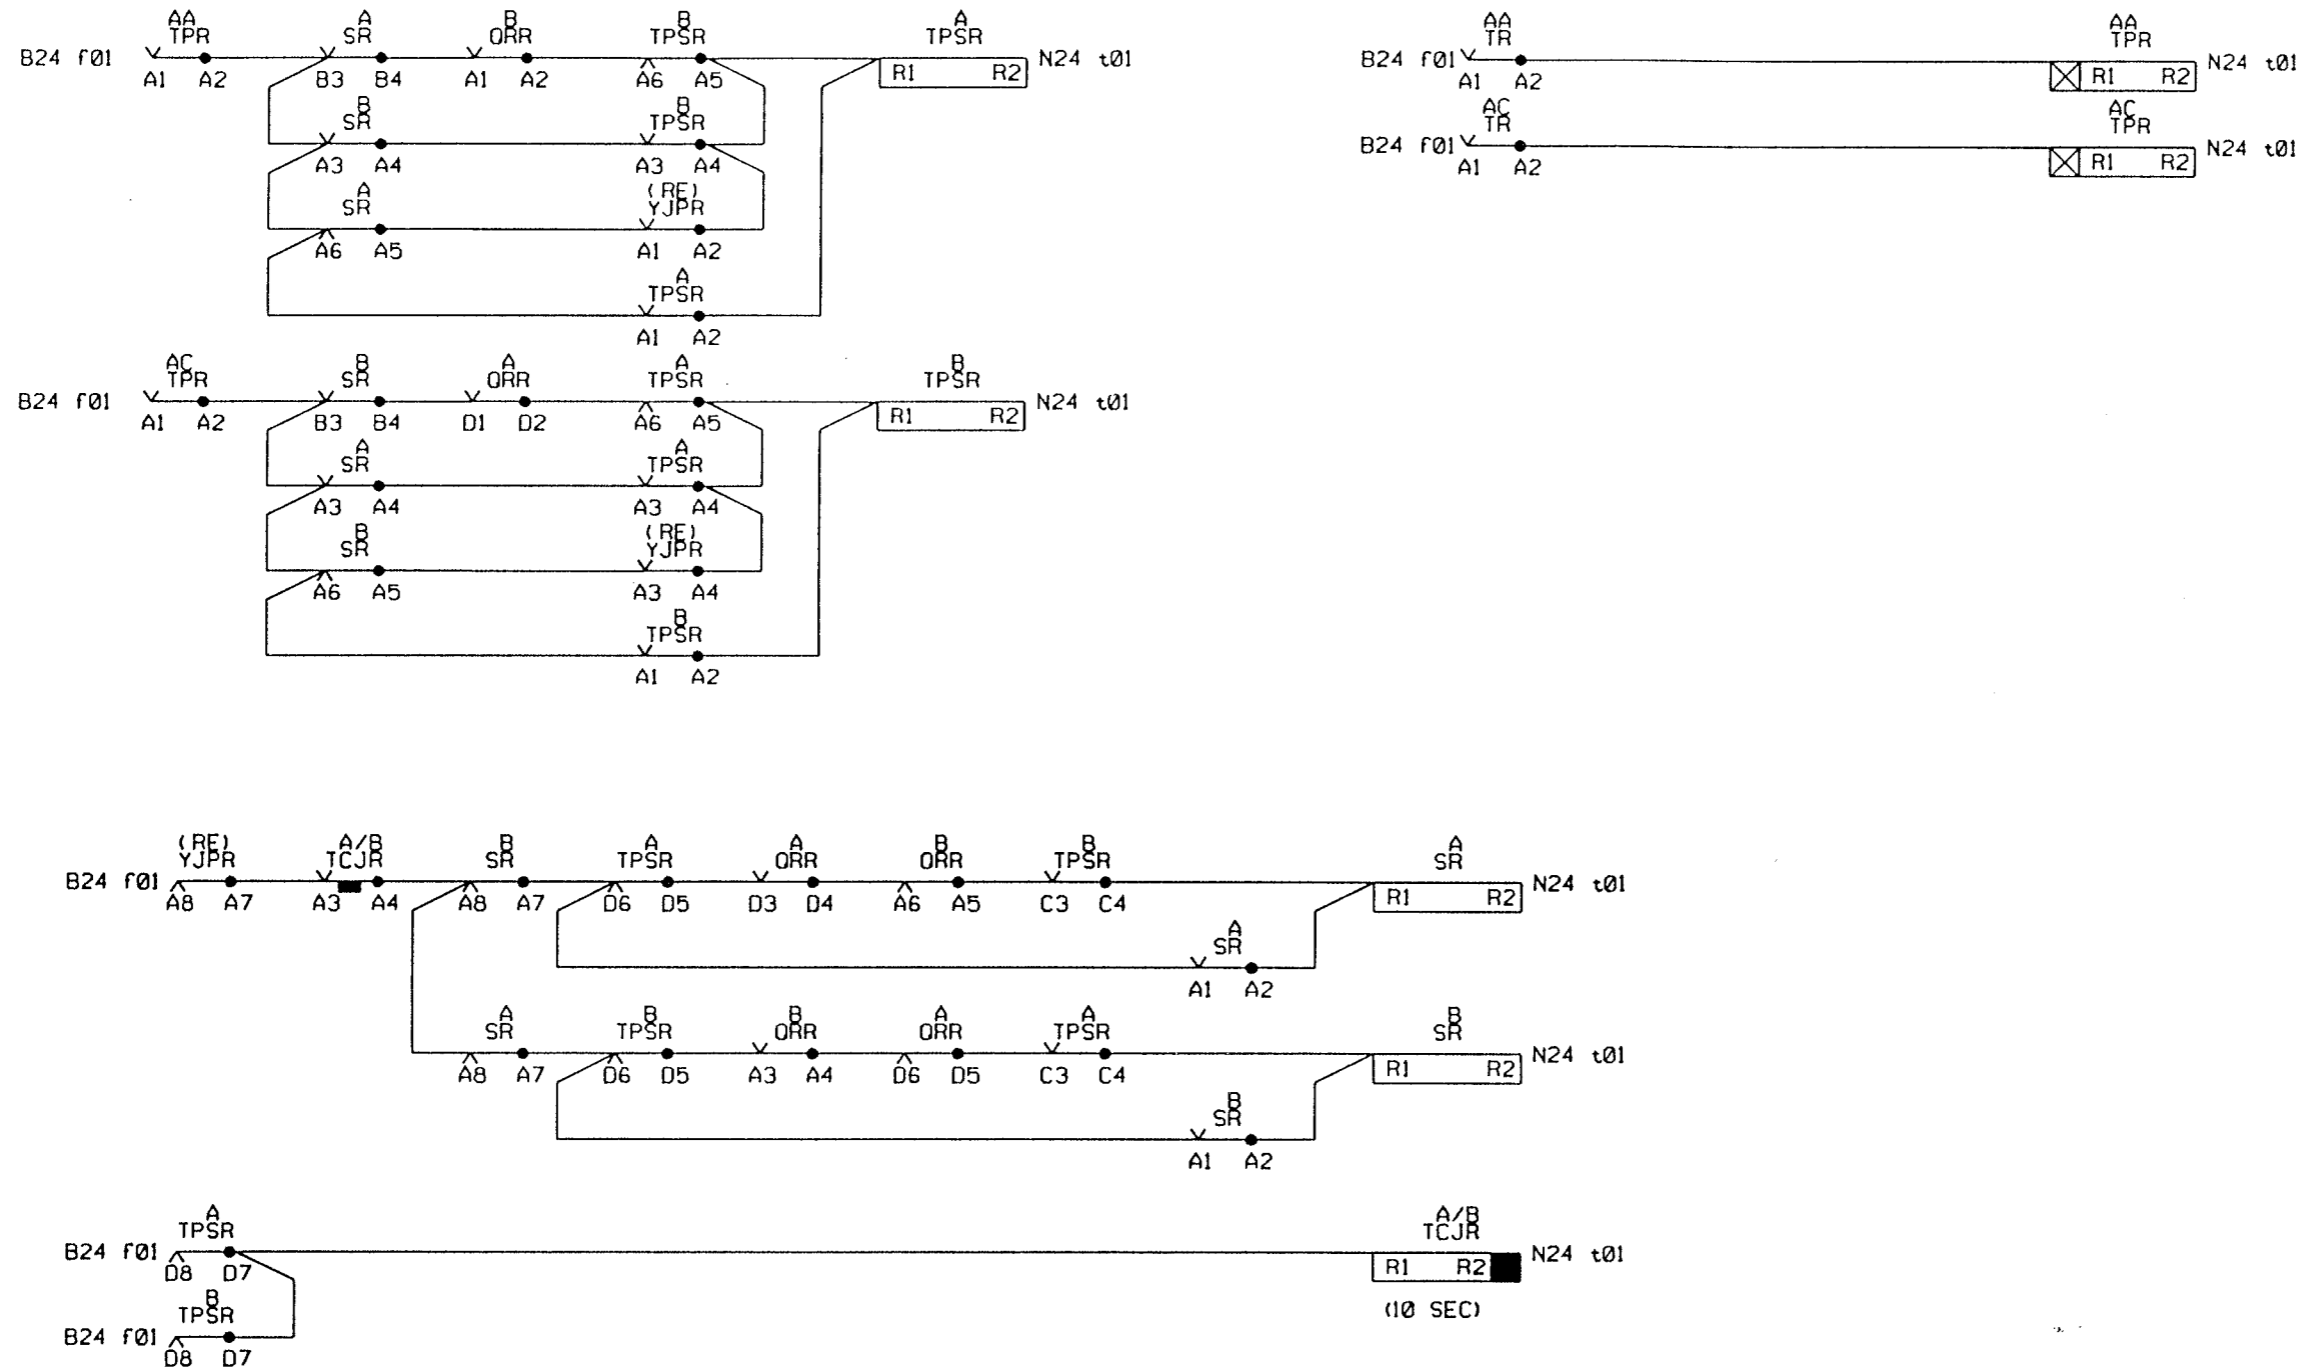 AA A B B A
TPR SR QRR TPSR TPSR
B24 f01 N24 t01
A1 A2 B3 B4 A1 A2 A6 A5 R1 R2
B B
SR TPSR
A3 A4 A3 A4
A (RE)
SR YJPR
A6 A5 A1 A2
A
TPSR
A1 A2
AC B A A B
TPR SR QRR TPSR TPSR
B24 f01 N24 t01
A1 A2 B3 B4 D1 D2 A6 A5 R1 R2
A A
SR TPSR
A3 A4 A3 A4
B (RE)
SR YJPR
A6 A5 A3 A4
B
TPSR
A1 A2
AA AA
TR TPR
B24 f01 N24 t01
A1 A2 R1 R2
AC AC
TR TPR
B24 f01 N24 t01
A1 A2 R1 R2
(RE) A/B B A A B B A
YJPR TCJR SR TPSR QRR QRR TPSR SR
B24 f01 N24 t01
A8 A7 A3 A4 A8 A7 D6 D5 D3 D4 A6 A5 C3 C4 R1 R2
A
SR
A1 A2
A B B A A B
SR TPSR QRR QRR TPSR SR
N24 t01
A8 A7 D6 D5 A3 A4 D6 D5 C3 C4 R1 R2
B
SR
A1 A2
A A/B
TPSR TCJR
B24 f01 N24 t01
D8 D7 R1 R2
B
TPSR (10 SEC)
B24 f01
D8 D7